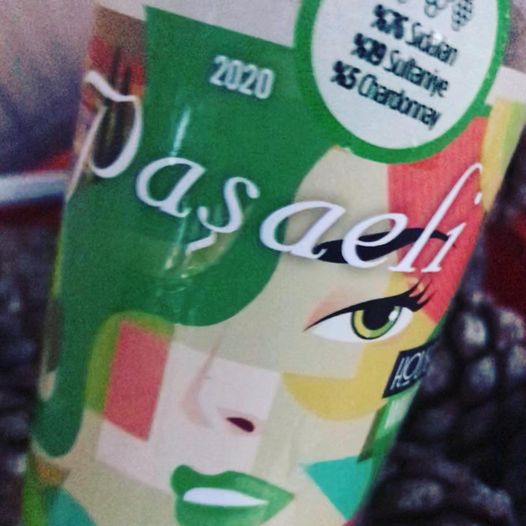 %76 Sıdalan
%19 Sultaniye
%5 Chardonnay
2020
Paşaeli